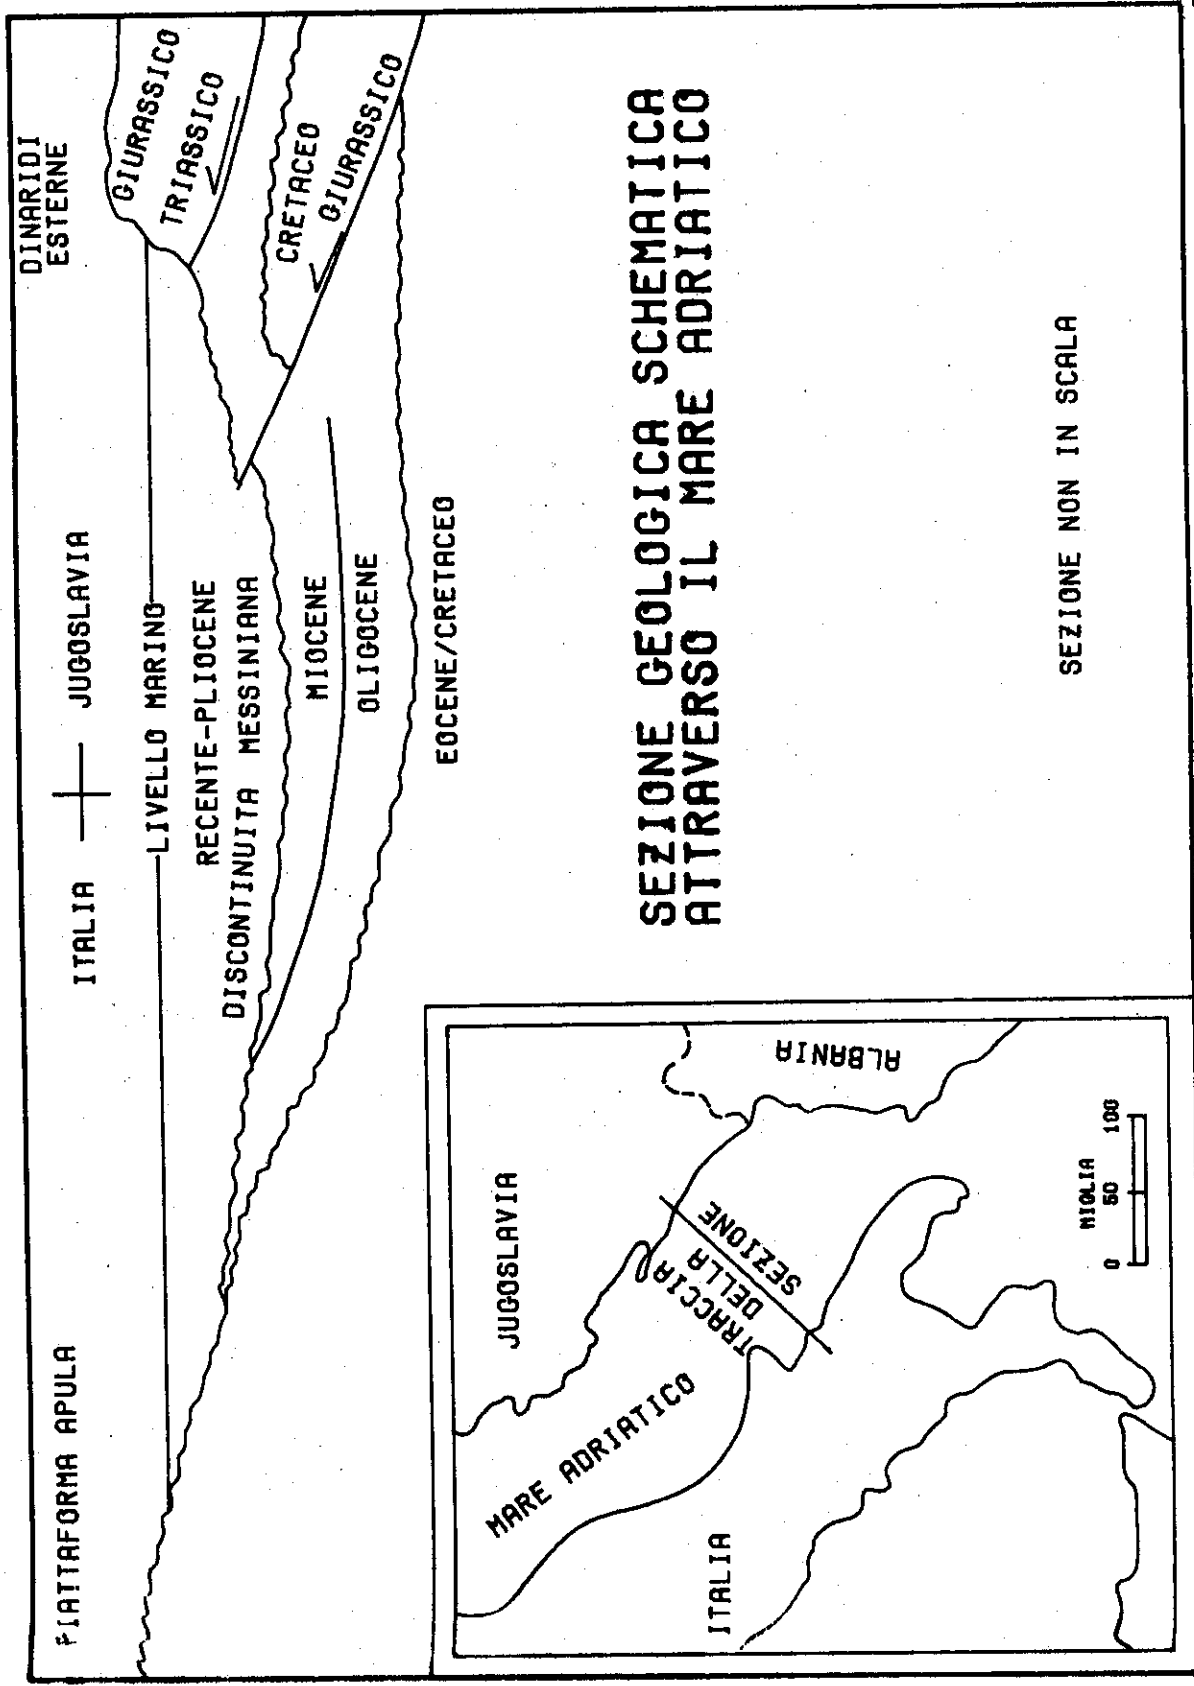 PIATTAFORMA APULA
ITALIA
JUGOSLAVIA
DINARIDI
ESTERNE
LIVELLO MARINO
RECENTE-PLIOCENE
DISCONTINUITA MESSINIANA
MIOCENE
OLIGOCENE
EOCENE/CRETACEO
GIURASSICO
TRIASSICO
CRETACEO
GIURASSICO
SEZIONE GEOLOGICA SCHEMATICA
ATTRAVERSO IL MARE ADRIATICO
SEZIONE NON IN SCALA
JUGOSLAVIA
MARE ADRIATICO
TRACCIA
DELLA
SEZIONE
ALBANIA
ITALIA
MIGLIA
0 50 100